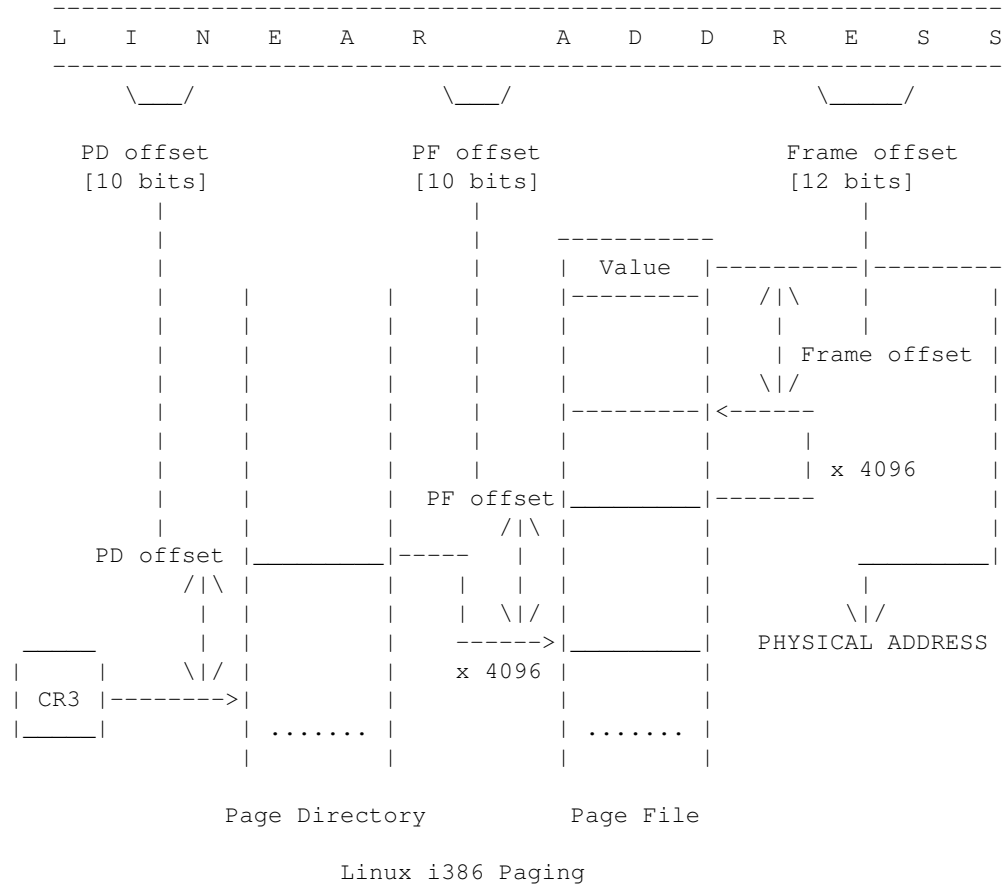 L I N E A R A D D R E S S
PD offset PF offset Frame offset
[10 bits] [10 bits] [12 bits]
Value
Frame offset
x 4096
PF offset
PD offset
PHYSICAL ADDRESS
x 4096
CR3
....... .......
Page Directory Page File
Linux i386 Paging